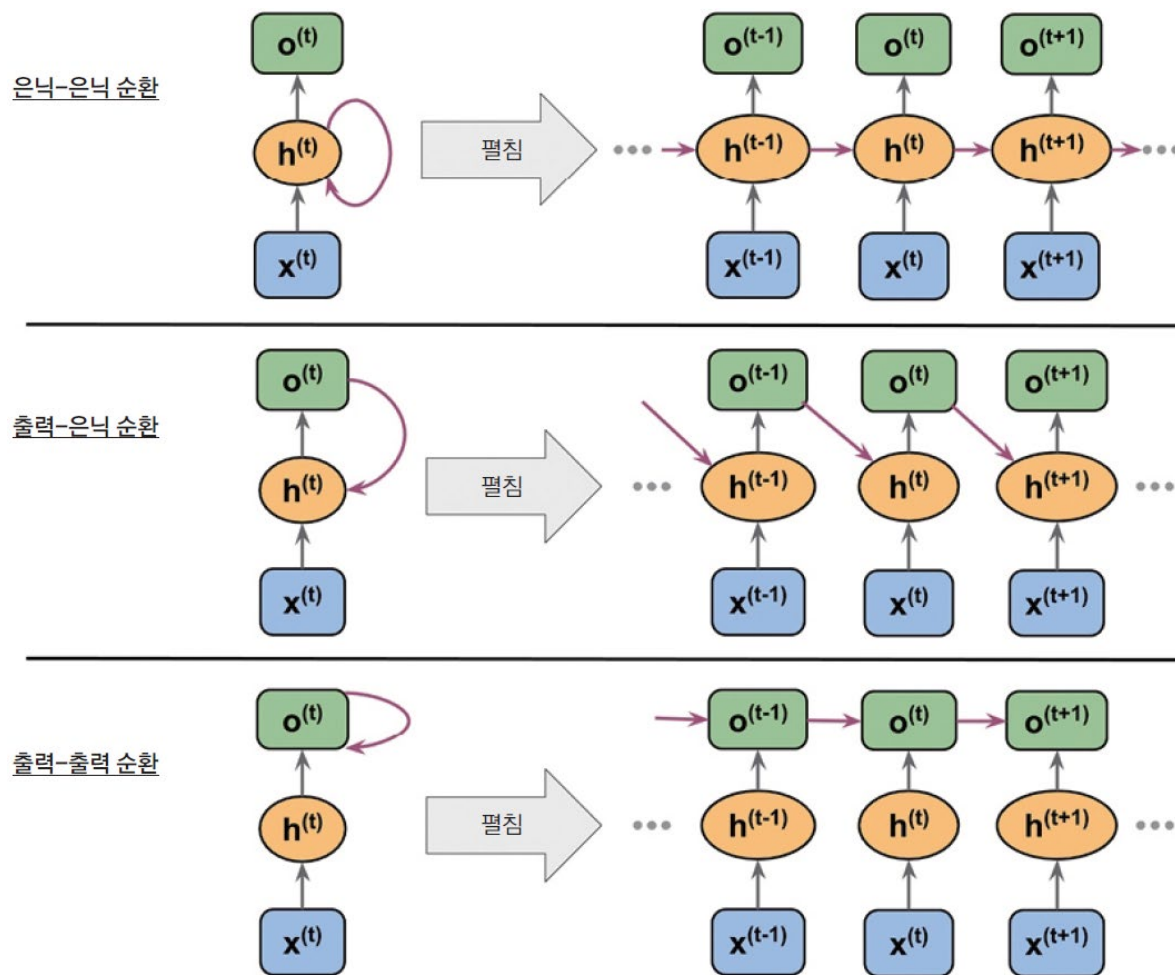 은닉-은닉 순환
o(t)
h(t)
x(t)
펼침
o(t-1) o(t) o(t+1)
h(t-1) h(t) h(t+1)
x(t-1) x(t) x(t+1)
출력-은닉 순환
o(t)
h(t)
x(t)
펼침
o(t-1) o(t) o(t+1)
h(t-1) h(t) h(t+1)
x(t-1) x(t) x(t+1)
출력-출력 순환
o(t)
h(t)
x(t)
펼침
o(t-1) o(t) o(t+1)
h(t-1) h(t) h(t+1)
x(t-1) x(t) x(t+1)